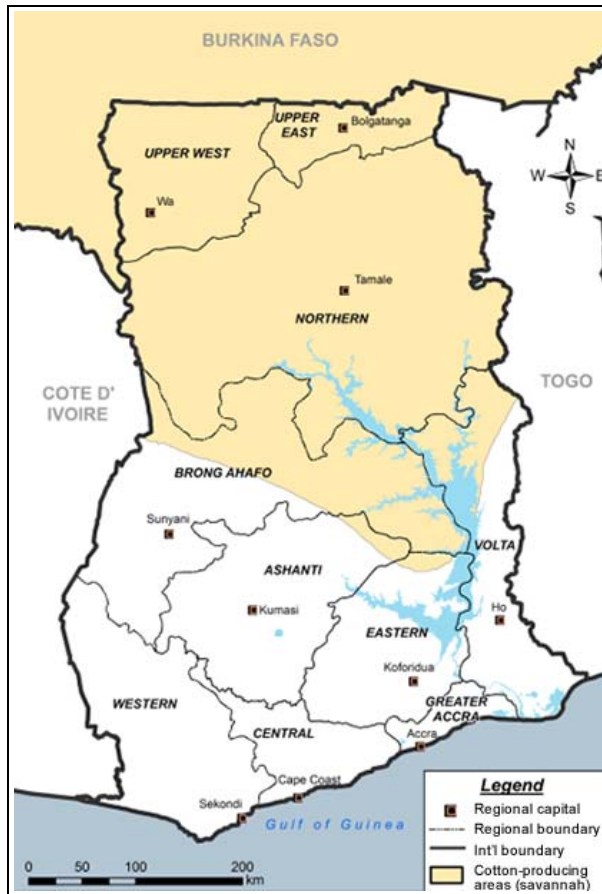 BURKINA FASO
UPPER
EAST
Bolgatanga
UPPER WEST
N
W E
S
Wa
Tamale
NORTHERN
COTE D'
IVOIRE
TOGO
BRONG AHAFO
Sunyani
VOLTA
ASHANTI
Kumasi
Ho
EASTERN
Koforidua
WESTERN
GREATER
ACCRA
CENTRAL
Accra
Cape Coast
Sekondi
Gulf of Guinea
Legend
Regional capital
Regional boundary
Int'l boundary
Cotton-producing
areas (savannah)
0 50 100 200
km